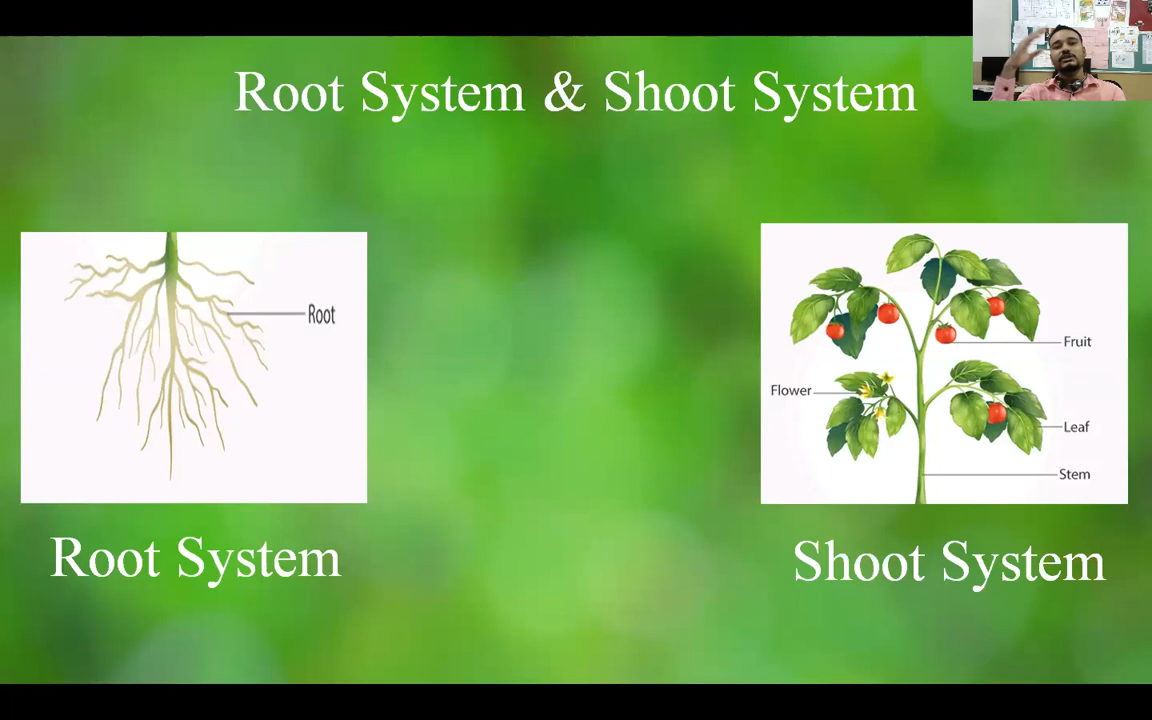 Root System & Shoot System
Root
Fruit
Flower
Leaf
Stem
Root System
Shoot System